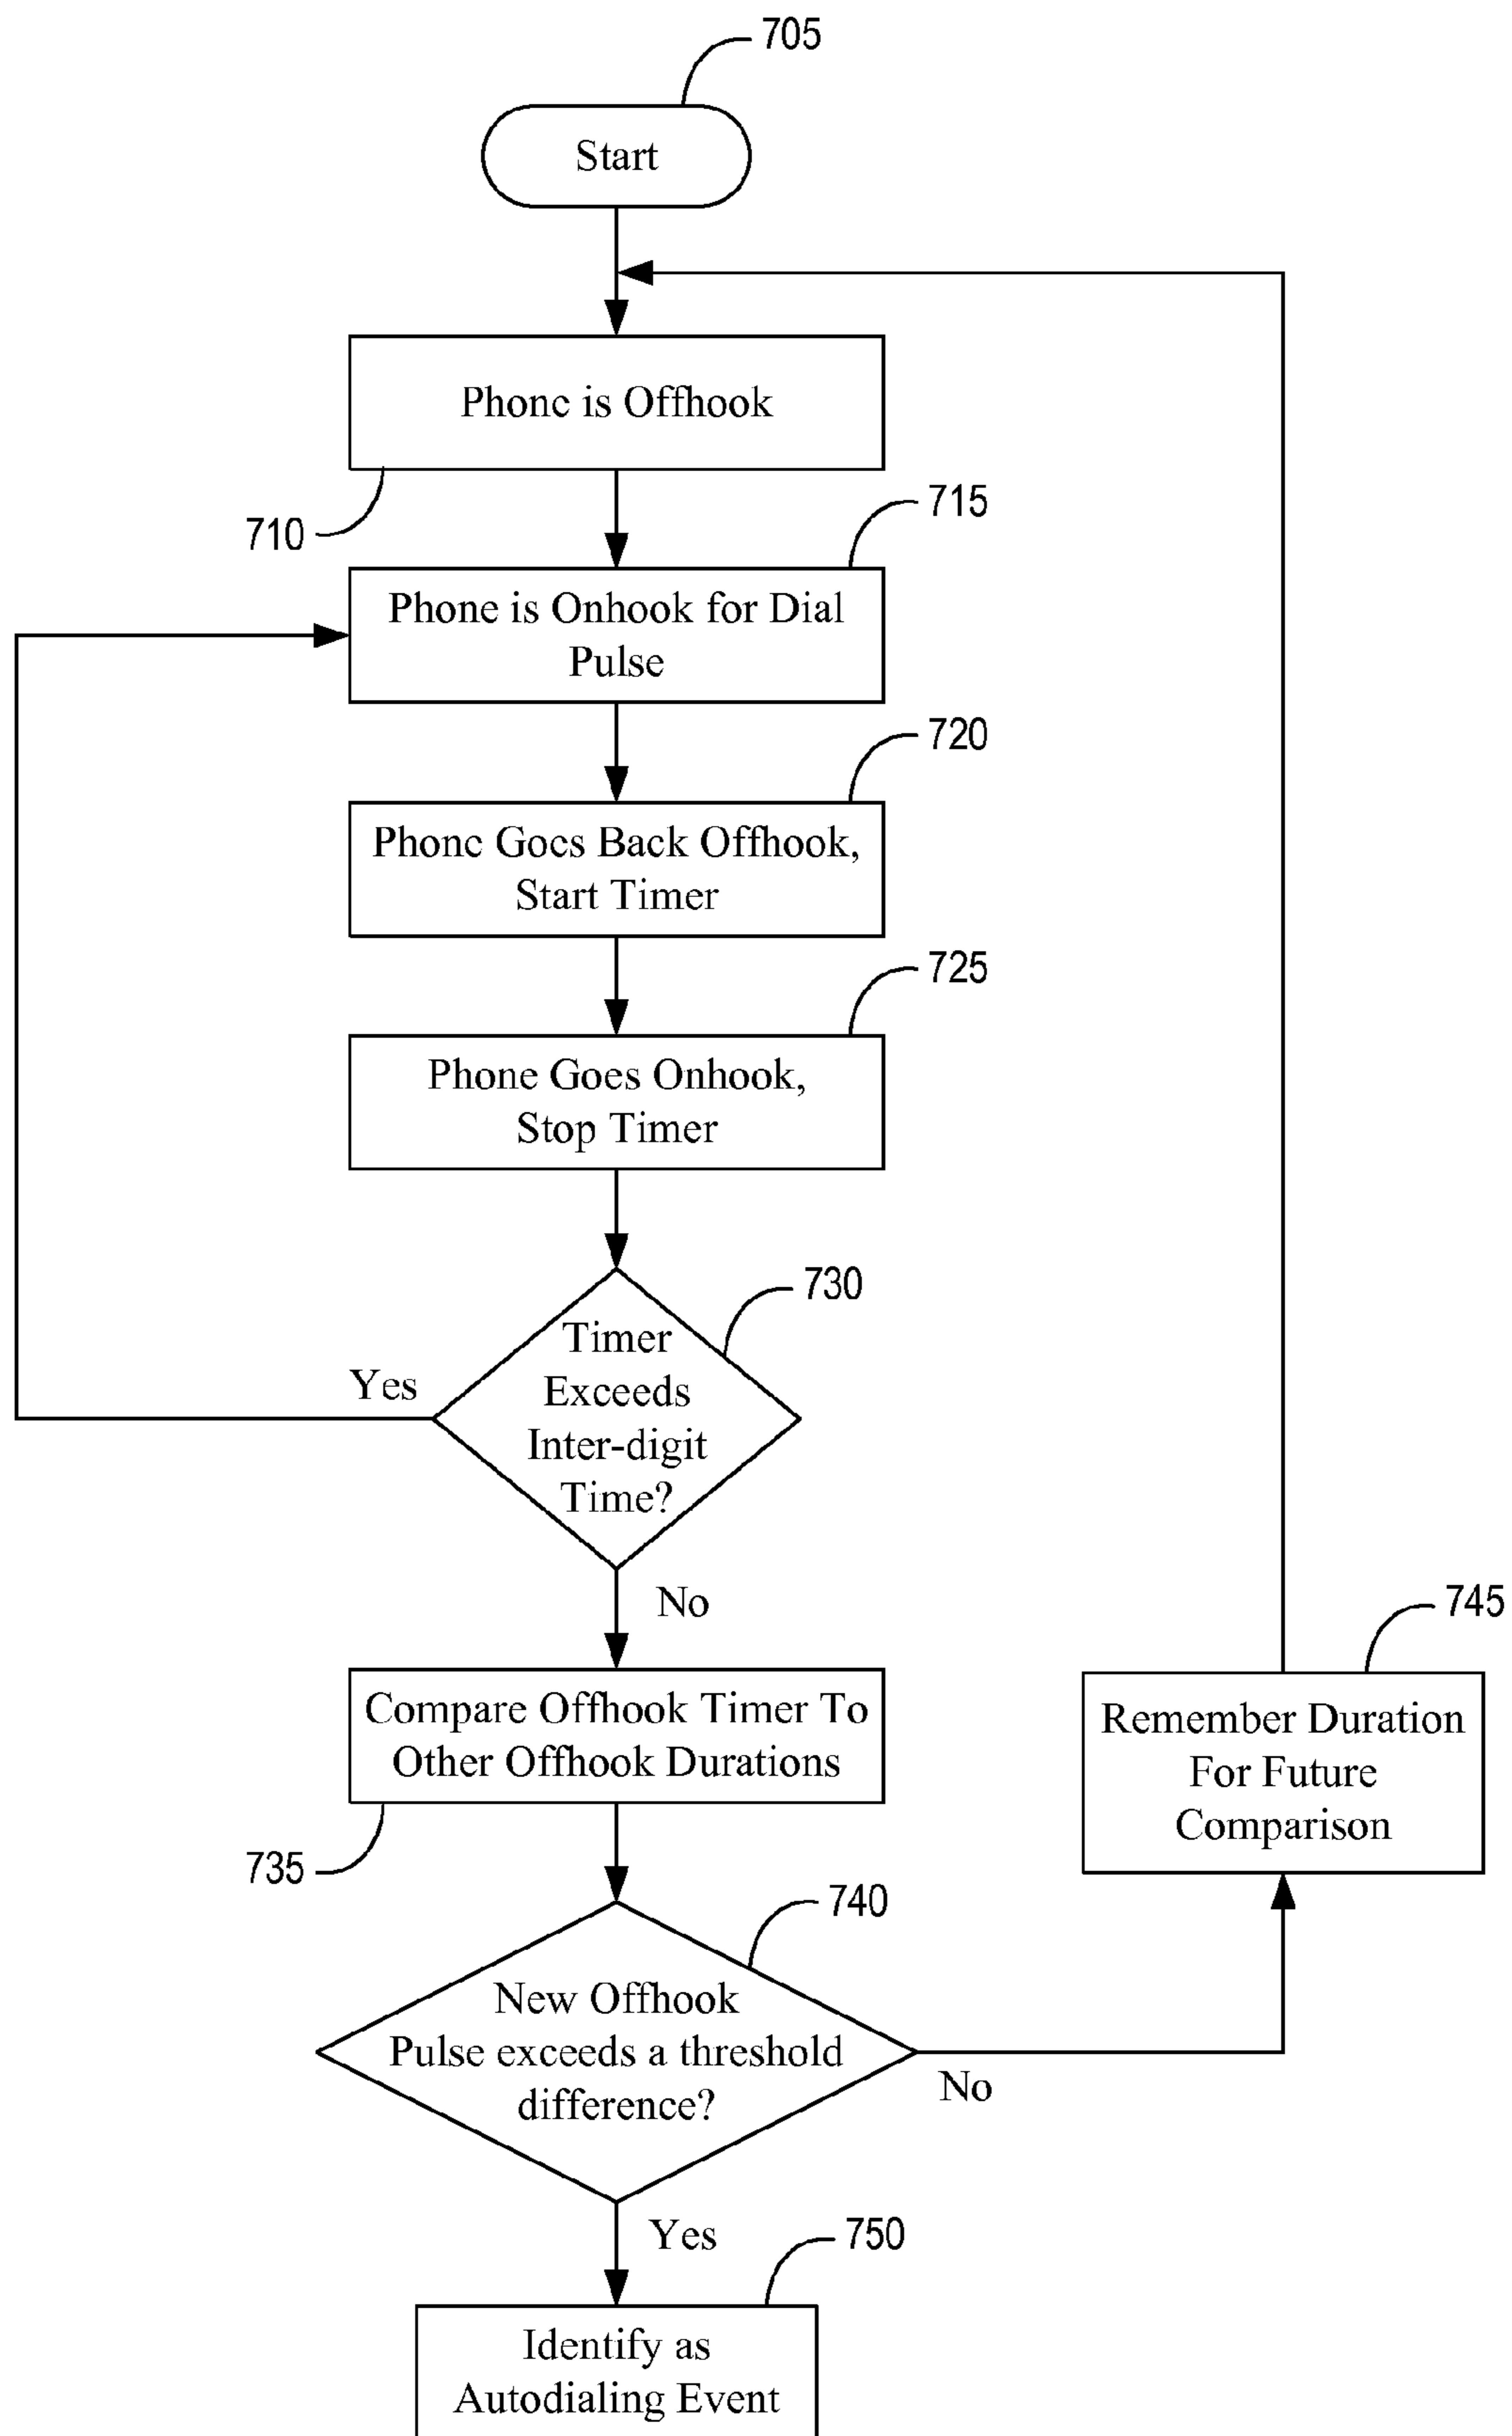 705
Start
Phone is Offhook
710
715
Phone is Onhook for Dial
Pulse
720
Phone Goes Back Offhook,
Start Timer
725
Phone Goes Onhook,
Stop Timer
730
Timer
Exceeds
Inter-digit
Time?
Yes
No
745
Compare Offhook Timer To
Other Offhook Durations
Remember Duration
For Future
Comparison
735
740
New Offhook
Pulse exceeds a threshold
difference?
No
Yes
750
Identify as
Autodialing Event